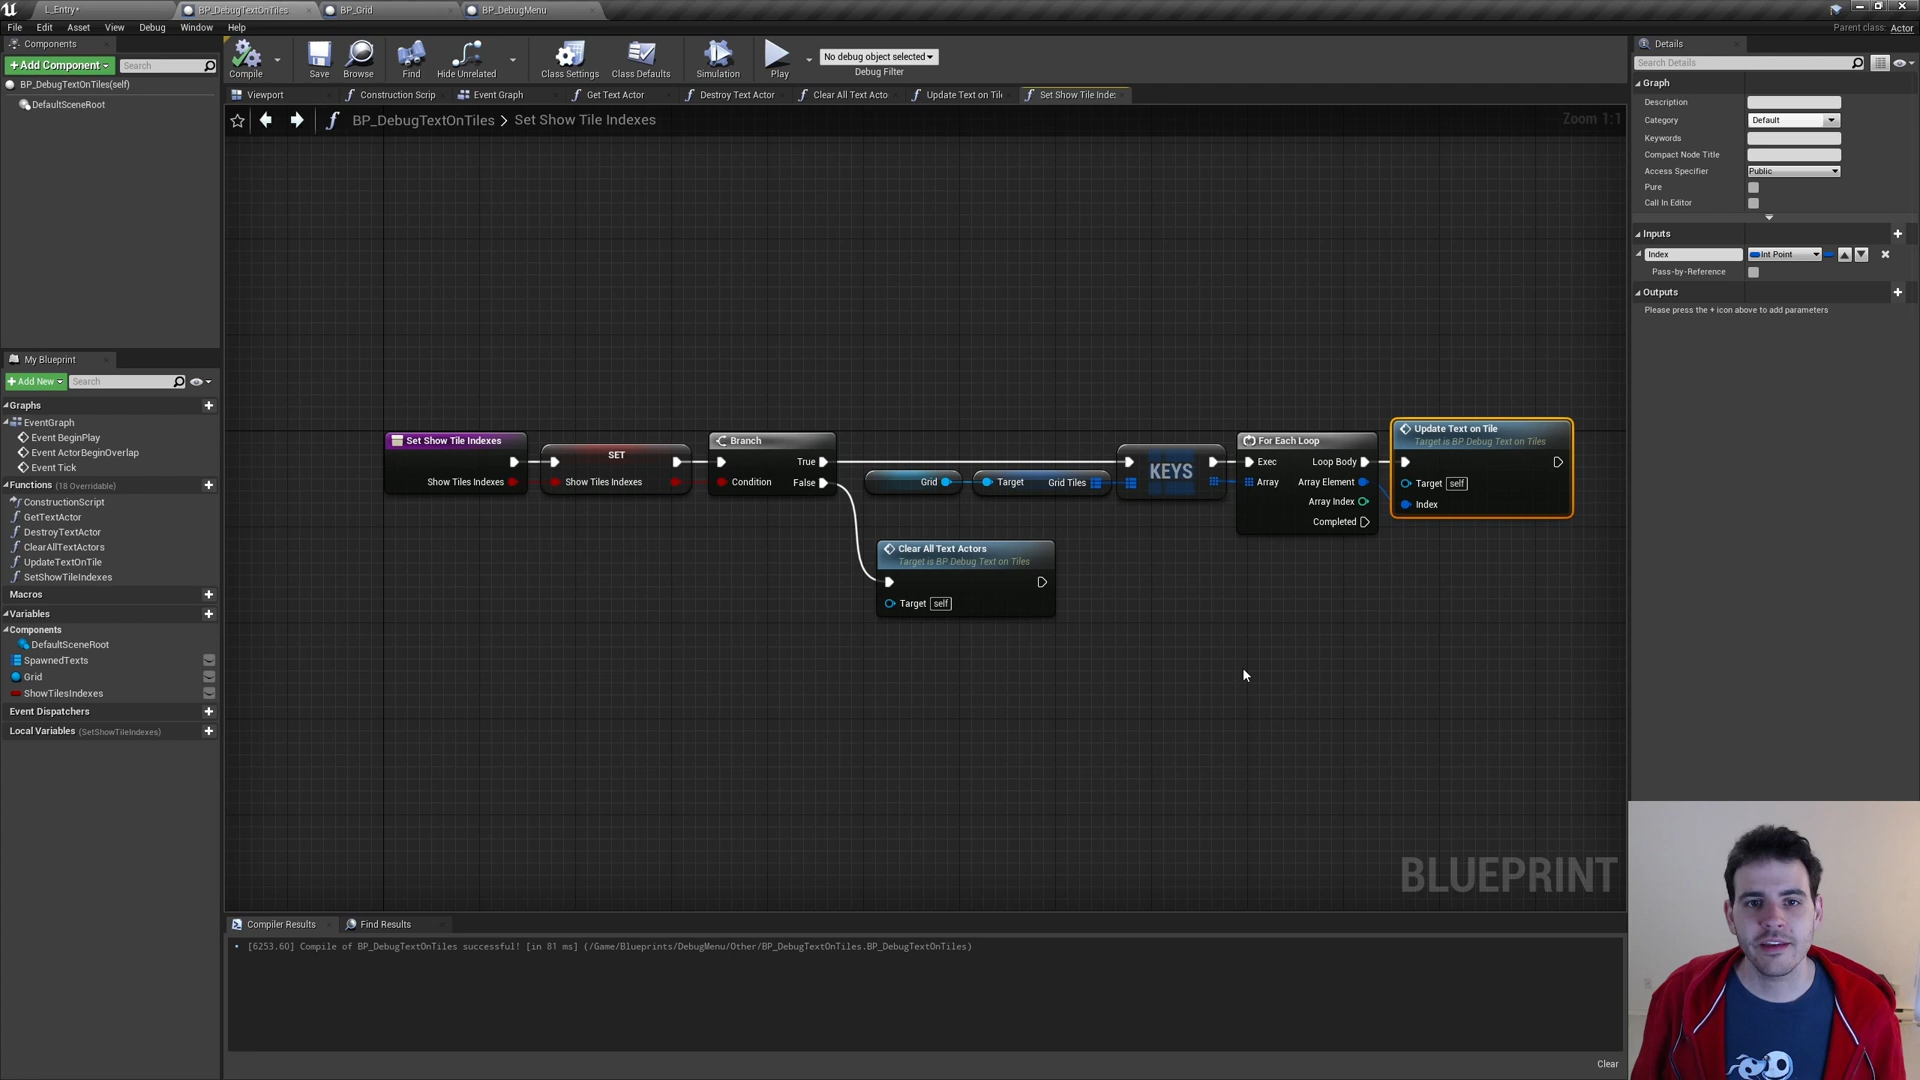 L_Entry*
BP_DebugTextOnTiles
BP_Grid
BP_DebugMenu
File
Edit
Asset
View
Debug
Window
Help
Parent class: Actor
Components
+Add Component
Search
BP_DebugTextOnTiles(self)
DefaultSceneRoot
Compile
Save
Browse
Find
Hide Unrelated
Class Settings
Class Defaults
Simulation
Play
No debug object selected
Debug Filter
Viewport
Construction Scrip
Event Graph
Get Text Actor
Destroy Text Actor
Clear All Text Acto
Update Text on Tile
Set Show Tile Index
BP_DebugTextOnTiles > Set Show Tile Indexes
Zoom 1:1
My Blueprint
+Add New
Search
Graphs
EventGraph
Event BeginPlay
Event ActorBeginOverlap
Event Tick
Functions (18 Overridable)
ConstructionScript
GetTextActor
DestroyTextActor
ClearAllTextActors
UpdateTextOnTile
SetShowTileIndexes
Macros
Variables
Components
DefaultSceneRoot
SpawnedTexts
Grid
ShowTilesIndexes
Event Dispatchers
Local Variables (SetShowTileIndexes)
Set Show Tile Indexes
Show Tiles Indexes
SET
Show Tiles Indexes
Branch
True
Condition
False
Grid
Target
Grid Tiles
KEYS
For Each Loop
Exec
Loop Body
Array
Array Element
Array Index
Completed
Update Text on Tile
Target is BP Debug Text on Tiles
Target self
Index
Clear All Text Actors
Target is BP Debug Text on Tiles
Target self
BLUEPRINT
Compiler Results
Find Results
[6253.60] Compile of BP_DebugTextOnTiles successful! [in 81 ms] (/Game/Blueprints/DebugMenu/Other/BP_DebugTextOnTiles.BP_DebugTextOnTiles)
Clear
Details
Search Details
Graph
Description
Category
Default
Keywords
Compact Node Title
Access Specifier
Public
Pure
Call In Editor
Inputs
Index
Int Point
Pass-by-Reference
Outputs
Please press the + icon above to add parameters